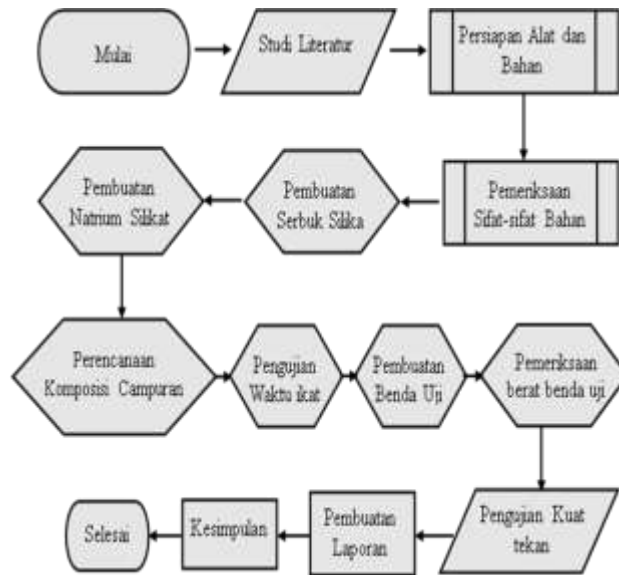 Mulai
Studi Literatur
Persiapan Alat dan
Bahan
Pemeriksaan
Sifat-sifat Bahan
Pembuatan
Serbuk Silika
Pembuatan
Natrium Silikat
Perencanaan
Komposisi Campuran
Pengujian
Waktu ikat
Pembuatan
Benda Uji
Pemeriksaan
berat benda uji
Pengujian Kuat
tekan
Pembuatan
Laporan
Kesimpulan
Selesai